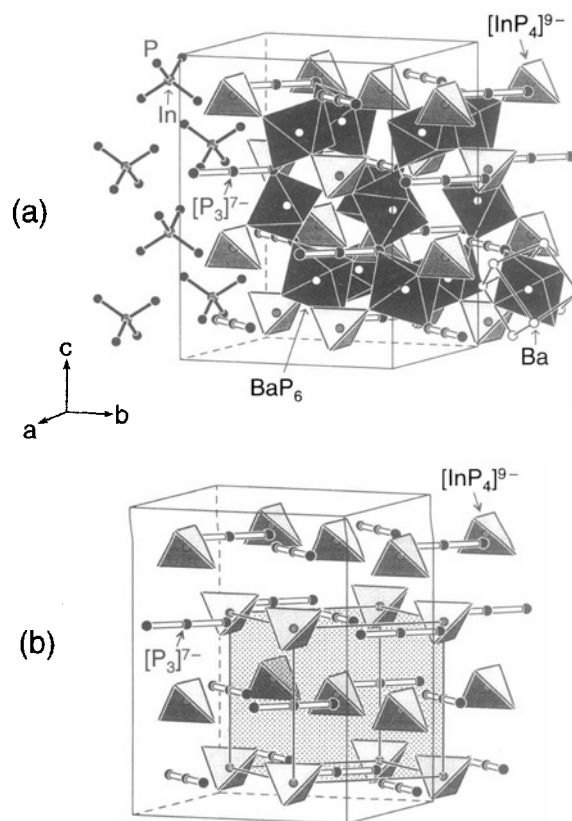 [InP₄]⁹⁻
P
In
(a)
[P₃]⁷⁻
Ba
BaP₆
c
a
b
[InP₄]⁹⁻
(b)
[P₃]⁷⁻